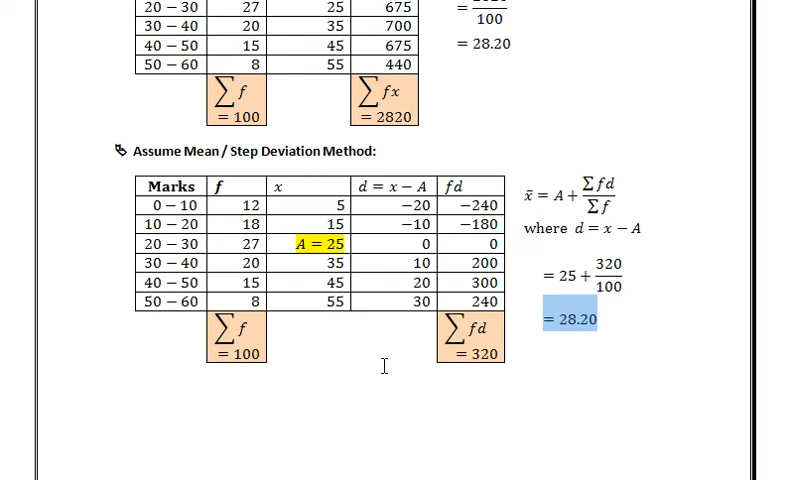 20 − 30 27 25 675
30 − 40 20 35 700
40 − 50 15 45 675
50 − 60 8 55 440
∑ f ∑ fx
= 100 = 2820
=
100
= 28.20
Assume Mean / Step Deviation Method:
Marks f x d = x − A fd
0 − 10 12 5 −20 −240
10 − 20 18 15 −10 −180
20 − 30 27 A = 25 0 0
30 − 40 20 35 10 200
40 − 50 15 45 20 300
50 − 60 8 55 30 240
∑ f ∑ fd
= 100 = 320
x̄ = A + Σ fd / Σ f
where d = x − A
= 25 + 320 / 100
= 28.20